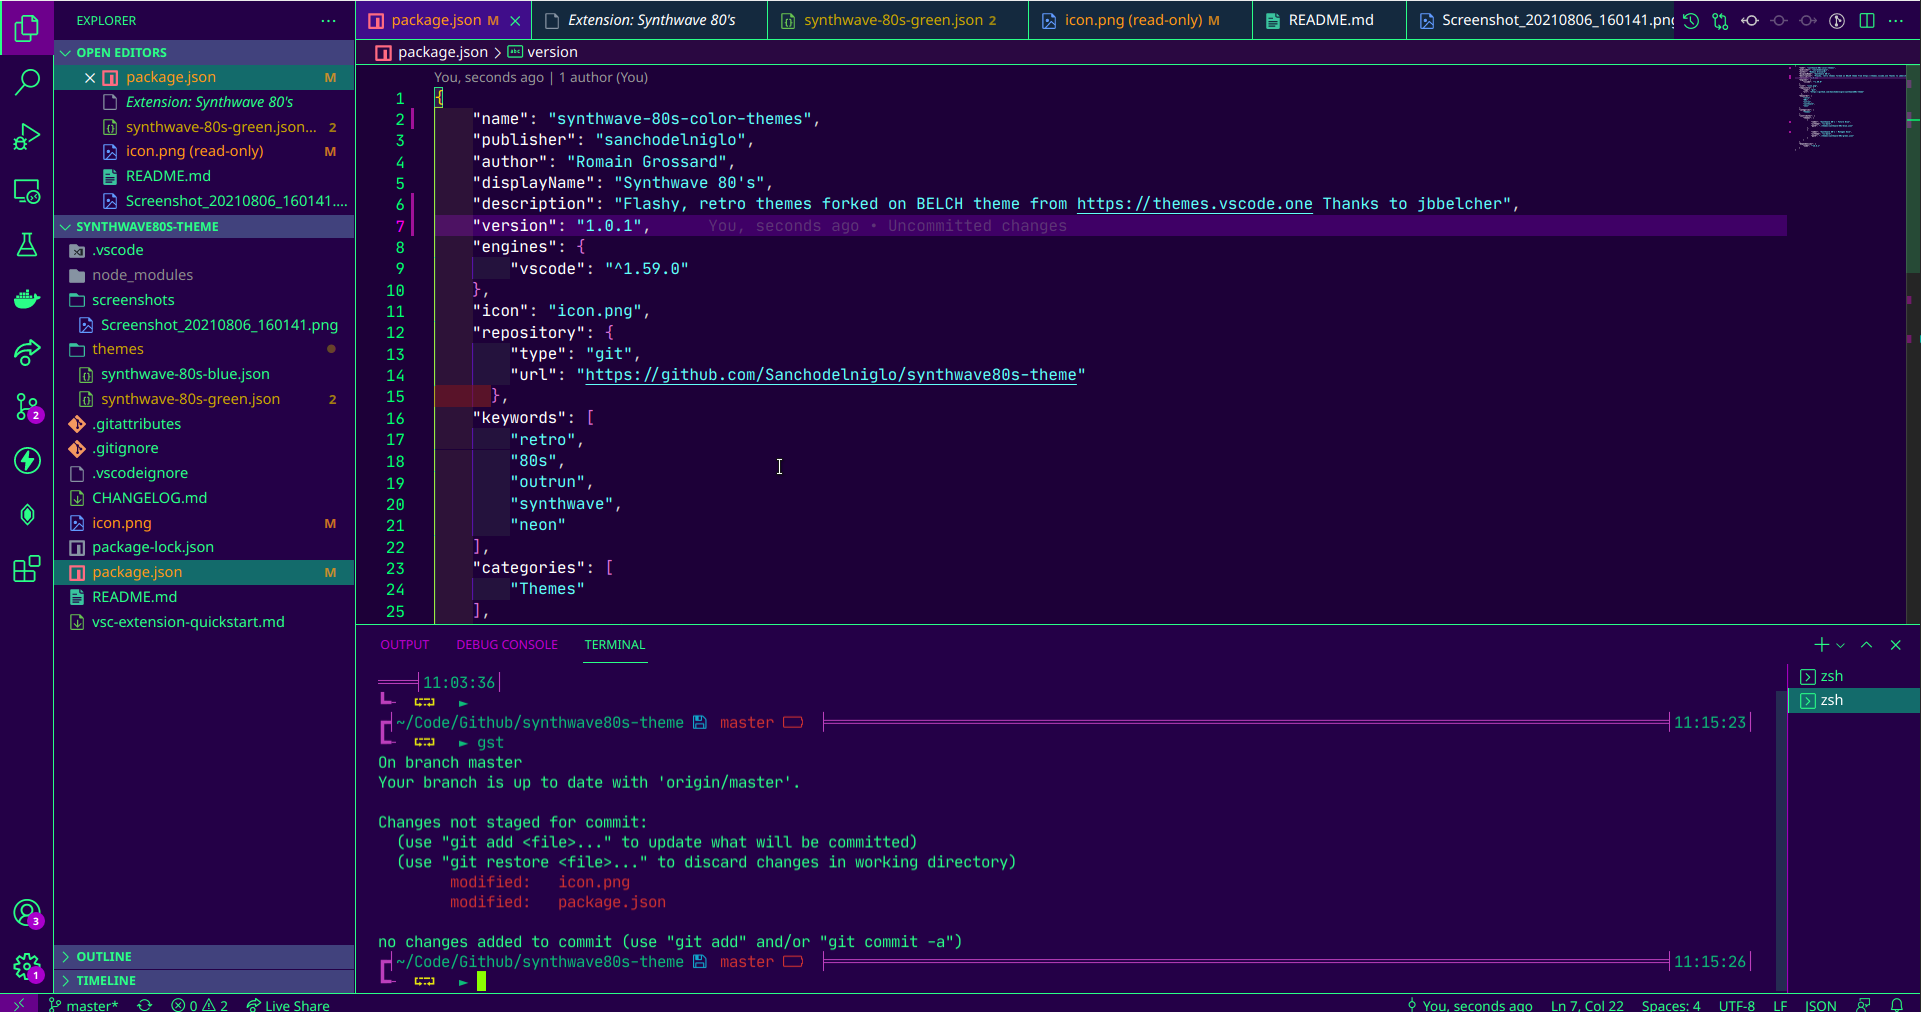 EXPLORER
OPEN EDITORS
package.json M
Extension: Synthwave 80's
synthwave-80s-green.json... 2
icon.png (read-only) M
README.md
Screenshot_20210806_160141....
SYNTHWAVE80S-THEME
.vscode
node_modules
screenshots
Screenshot_20210806_160141.png
themes
synthwave-80s-blue.json
synthwave-80s-green.json 2
.gitattributes
.gitignore
.vscodeignore
CHANGELOG.md
icon.png M
package-lock.json
package.json M
README.md
vsc-extension-quickstart.md
OUTLINE
TIMELINE
2
3
1
package.json M
Extension: Synthwave 80's
synthwave-80s-green.json 2
icon.png (read-only) M
README.md
Screenshot_20210806_160141.png
package.json > abc version
You, seconds ago | 1 author (You)
1 {
2 "name": "synthwave-80s-color-themes",
3 "publisher": "sanchodelniglo",
4 "author": "Romain Grossard",
5 "displayName": "Synthwave 80's",
6 "description": "Flashy, retro themes forked on BELCH theme from https://themes.vscode.one Thanks to jbbelcher",
7 "version": "1.0.1", You, seconds ago • Uncommitted changes
8 "engines": {
9 "vscode": "^1.59.0"
10 },
11 "icon": "icon.png",
12 "repository": {
13 "type": "git",
14 "url": "https://github.com/Sanchodelniglo/synthwave80s-theme"
15 },
16 "keywords": [
17 "retro",
18 "80s",
19 "outrun",
20 "synthwave",
21 "neon"
22 ],
23 "categories": [
24 "Themes"
25 ],
OUTPUT DEBUG CONSOLE TERMINAL
11:03:36
~/Code/Github/synthwave80s-theme master 11:15:23
gst
On branch master
Your branch is up to date with 'origin/master'.
Changes not staged for commit:
(use "git add <file>..." to update what will be committed)
(use "git restore <file>..." to discard changes in working directory)
modified: icon.png
modified: package.json
no changes added to commit (use "git add" and/or "git commit -a")
~/Code/Github/synthwave80s-theme master 11:15:26
zsh
zsh
master* 0 2 Live Share You, seconds ago Ln 7, Col 22 Spaces: 4 UTF-8 LF JSON